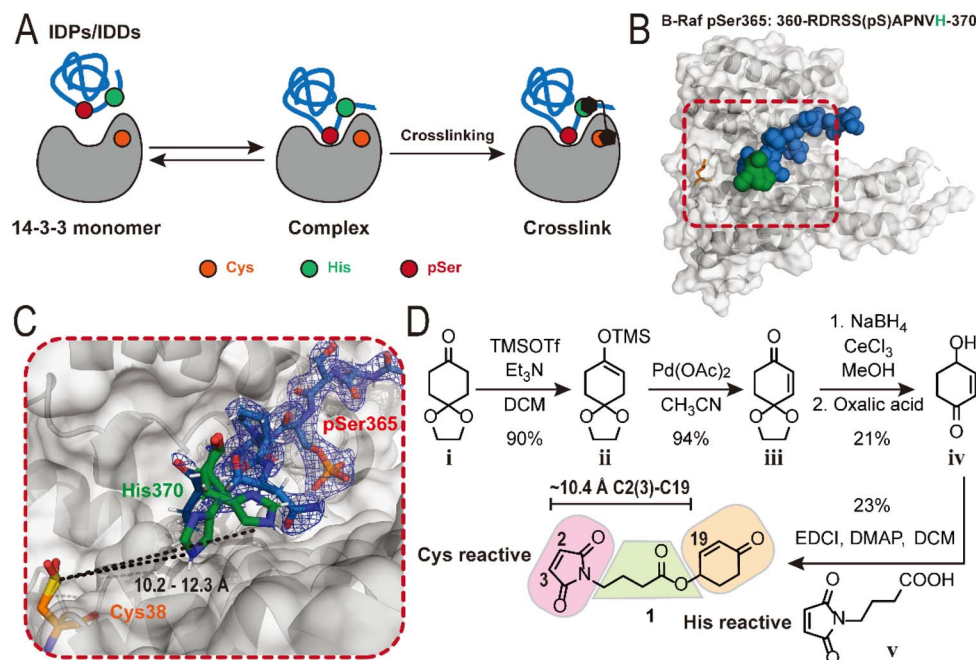 A
IDPs/IDDs
Crosslinking
14-3-3 monomer
Complex
Crosslink
Cys
His
pSer
B
B-Raf pSer365: 360-RDRSS(pS)APNVH-370
C
pSer365
His370
10.2 - 12.3 Å
Cys38
D
O
O
O
i
TMSOTf
Et₃N
DCM
90%
OTMS
O
O
ii
Pd(OAc)₂
CH₃CN
94%
O
O
O
iii
1. NaBH₄
CeCl₃
MeOH
2. Oxalic acid
21%
OH
O
iv
~10.4 Å C2(3)-C19
23%
EDCI, DMAP, DCM
Cys reactive
2
3
O
N
O
O
O
19
O
1
His reactive
O
N
O
COOH
v